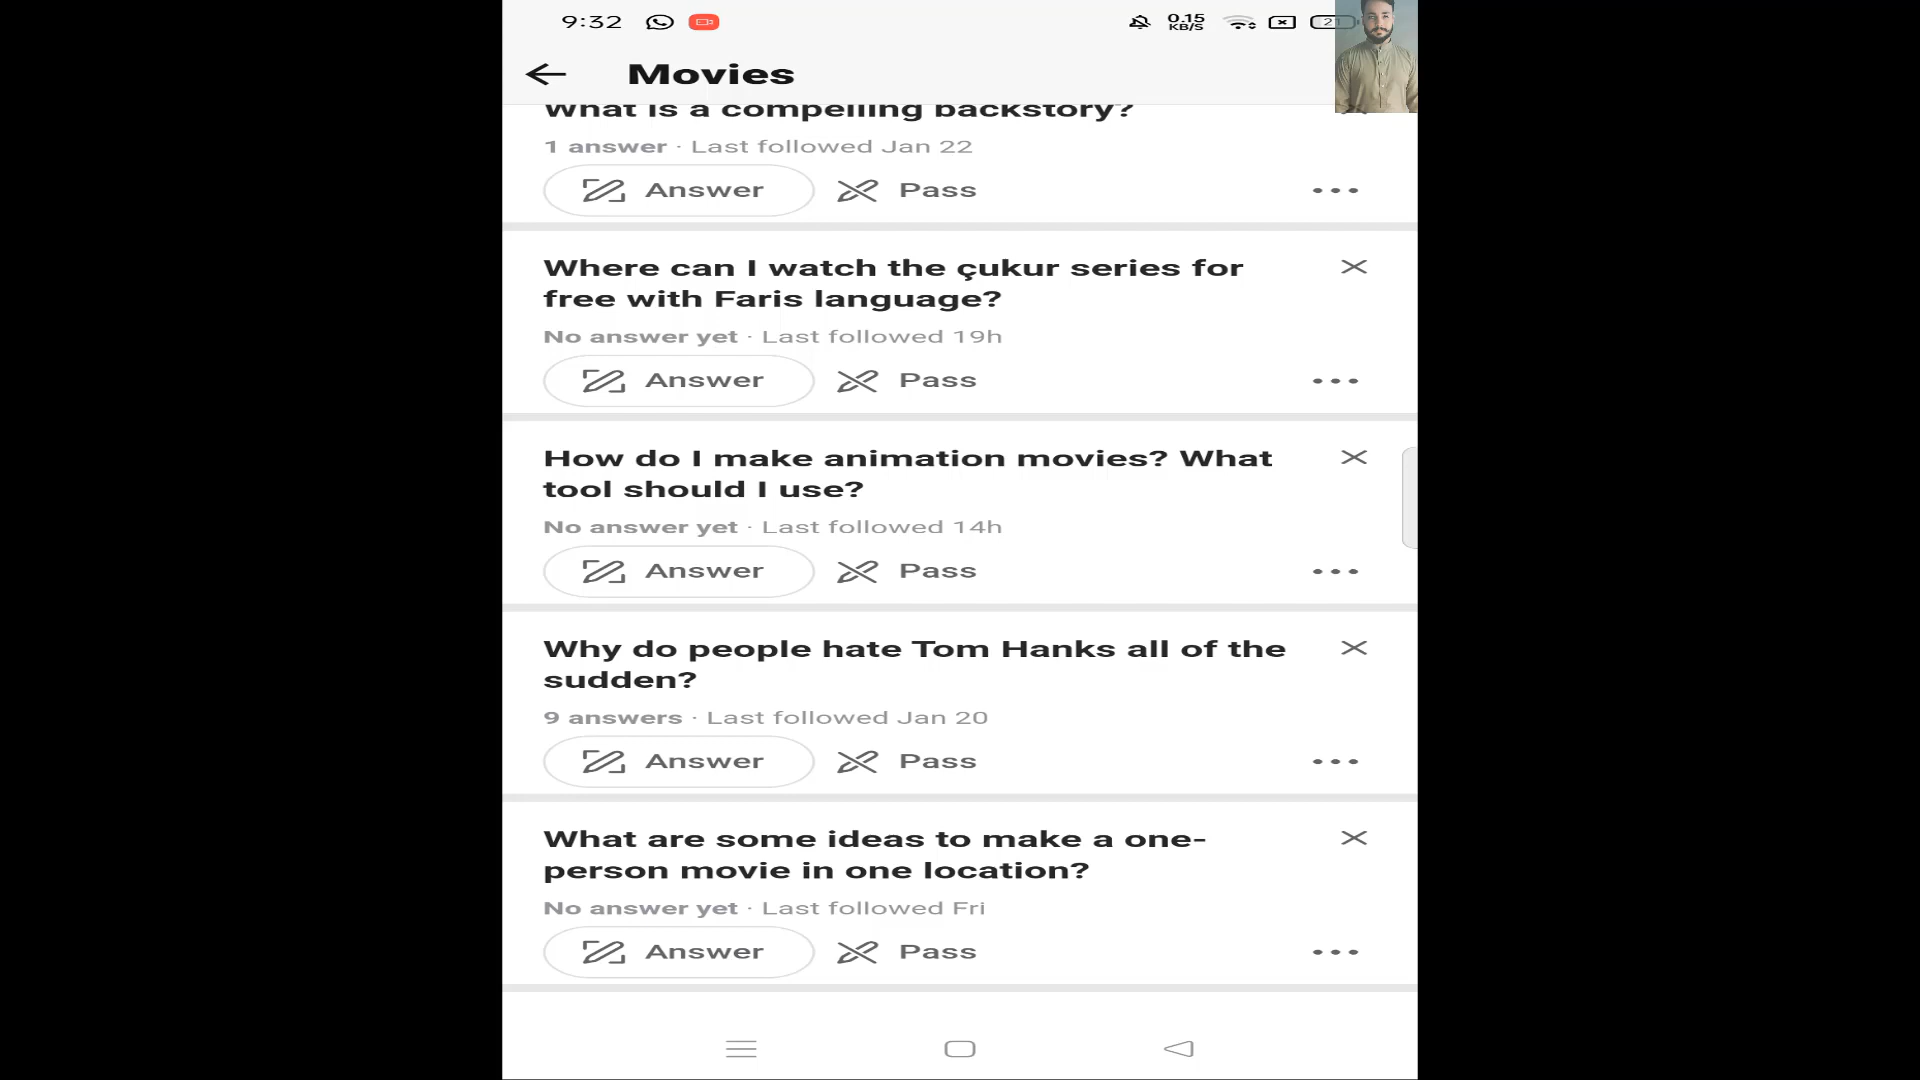 9:32 0.15 KB/S 21
Movies
What is a compelling backstory?
1 answer · Last followed Jan 22
Answer Pass
Where can I watch the çukur series for
free with Faris language?
No answer yet · Last followed 19h
Answer Pass
How do I make animation movies? What
tool should I use?
No answer yet · Last followed 14h
Answer Pass
Why do people hate Tom Hanks all of the
sudden?
9 answers · Last followed Jan 20
Answer Pass
What are some ideas to make a one-
person movie in one location?
No answer yet · Last followed Fri
Answer Pass